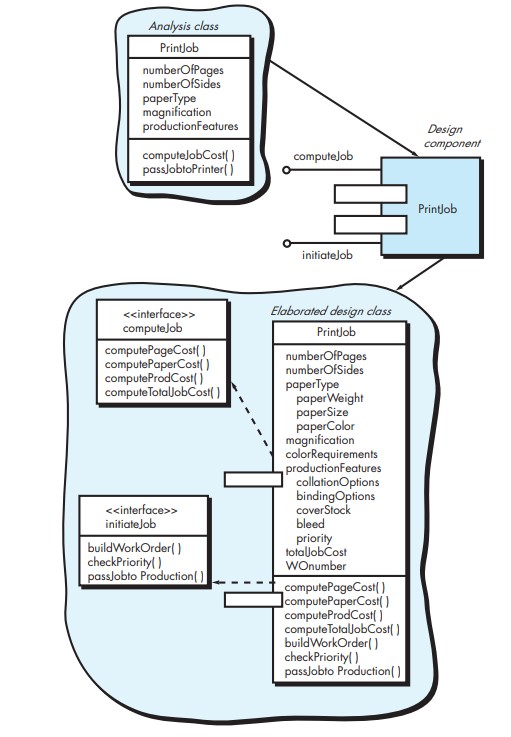 Analysis class
PrintJob
numberOfPages
numberOfSides
paperType
magnification
productionFeatures
computeJobCost( )
passJobtoPrinter( )
Design
component
computeJob
PrintJob
initiateJob
<<interface>>
computeJob
computePageCost( )
computePaperCost( )
computeProdCost( )
computeTotalJobCost( )
<<interface>>
initiateJob
buildWorkOrder( )
checkPriority( )
passJobto Production( )
Elaborated design class
PrintJob
numberOfPages
numberOfSides
paperType
paperWeight
paperSize
paperColor
magnification
colorRequirements
productionFeatures
collationOptions
bindingOptions
coverStock
bleed
priority
totalJobCost
WOnumber
computePageCost( )
computePaperCost( )
computeProdCost( )
computeTotalJobCost( )
buildWorkOrder( )
checkPriority( )
passJobto Production( )